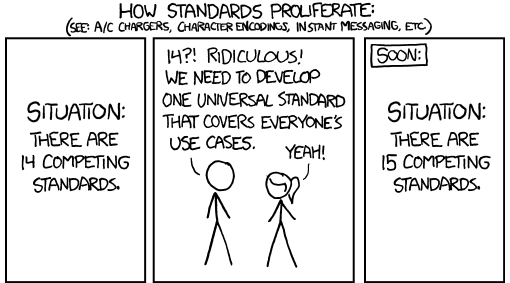 HOW STANDARDS PROLIFERATE:
(SEE: A/C CHARGERS, CHARACTER ENCODINGS, INSTANT MESSAGING, ETC.)
SITUATION:
THERE ARE
14 COMPETING
STANDARDS.
14?! RIDICULOUS!
WE NEED TO DEVELOP
ONE UNIVERSAL STANDARD
THAT COVERS EVERYONE'S
USE CASES.
YEAH!
SOON:
SITUATION:
THERE ARE
15 COMPETING
STANDARDS.